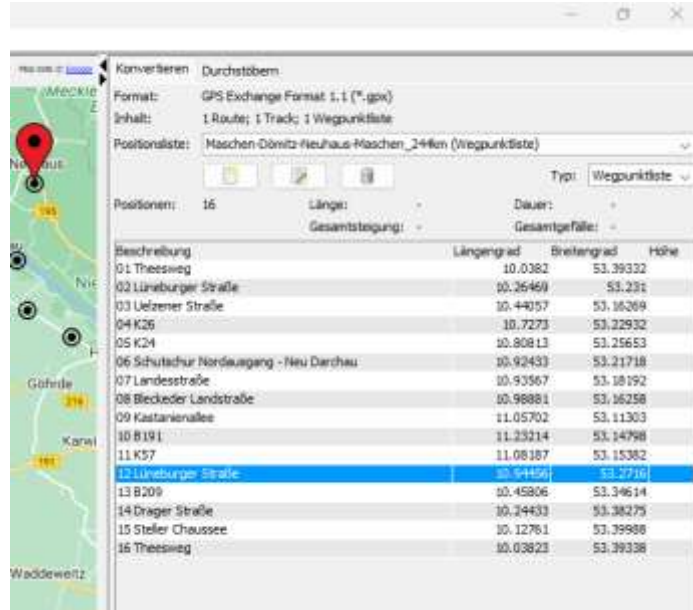 Konvertieren Durchstöbern
Format: GPS Exchange Format 1.1 (*.gpx)
Inhalt: 1 Route; 1 Track; 1 Wegpunktliste
Positionsliste: Maschen-Dömitz-Neuhaus-Maschen_244km (Wegpunktliste)
Typ: Wegpunktliste
Positionen: 16 Länge: - Dauer: -
Gesamtsteigung: - Gesamtgefälle: -
Beschreibung Längengrad Breitengrad Höhe
01 Theesweg 10.0382 53.39332
02 Lüneburger Straße 10.26469 53.231
03 Uelzener Straße 10.44057 53.16269
04 K26 10.7273 53.22932
05 K24 10.80813 53.25653
06 Schutschur Nordausgang - Neu Darchau 10.92433 53.21718
07 Landesstraße 10.93567 53.18192
08 Bleckeder Landstraße 10.98881 53.16258
09 Kastanienallee 11.05702 53.11303
10 B191 11.23214 53.14798
11 K57 11.08187 53.15382
12 Lüneburger Straße 10.94456 53.2716
13 B209 10.45806 53.34614
14 Drager Straße 10.24433 53.38275
15 Steller Chaussee 10.12761 53.39988
16 Theesweg 10.03823 53.39338
Meckle
195
Nie
Göhrde
216
Karwi
191
Waddeweitz